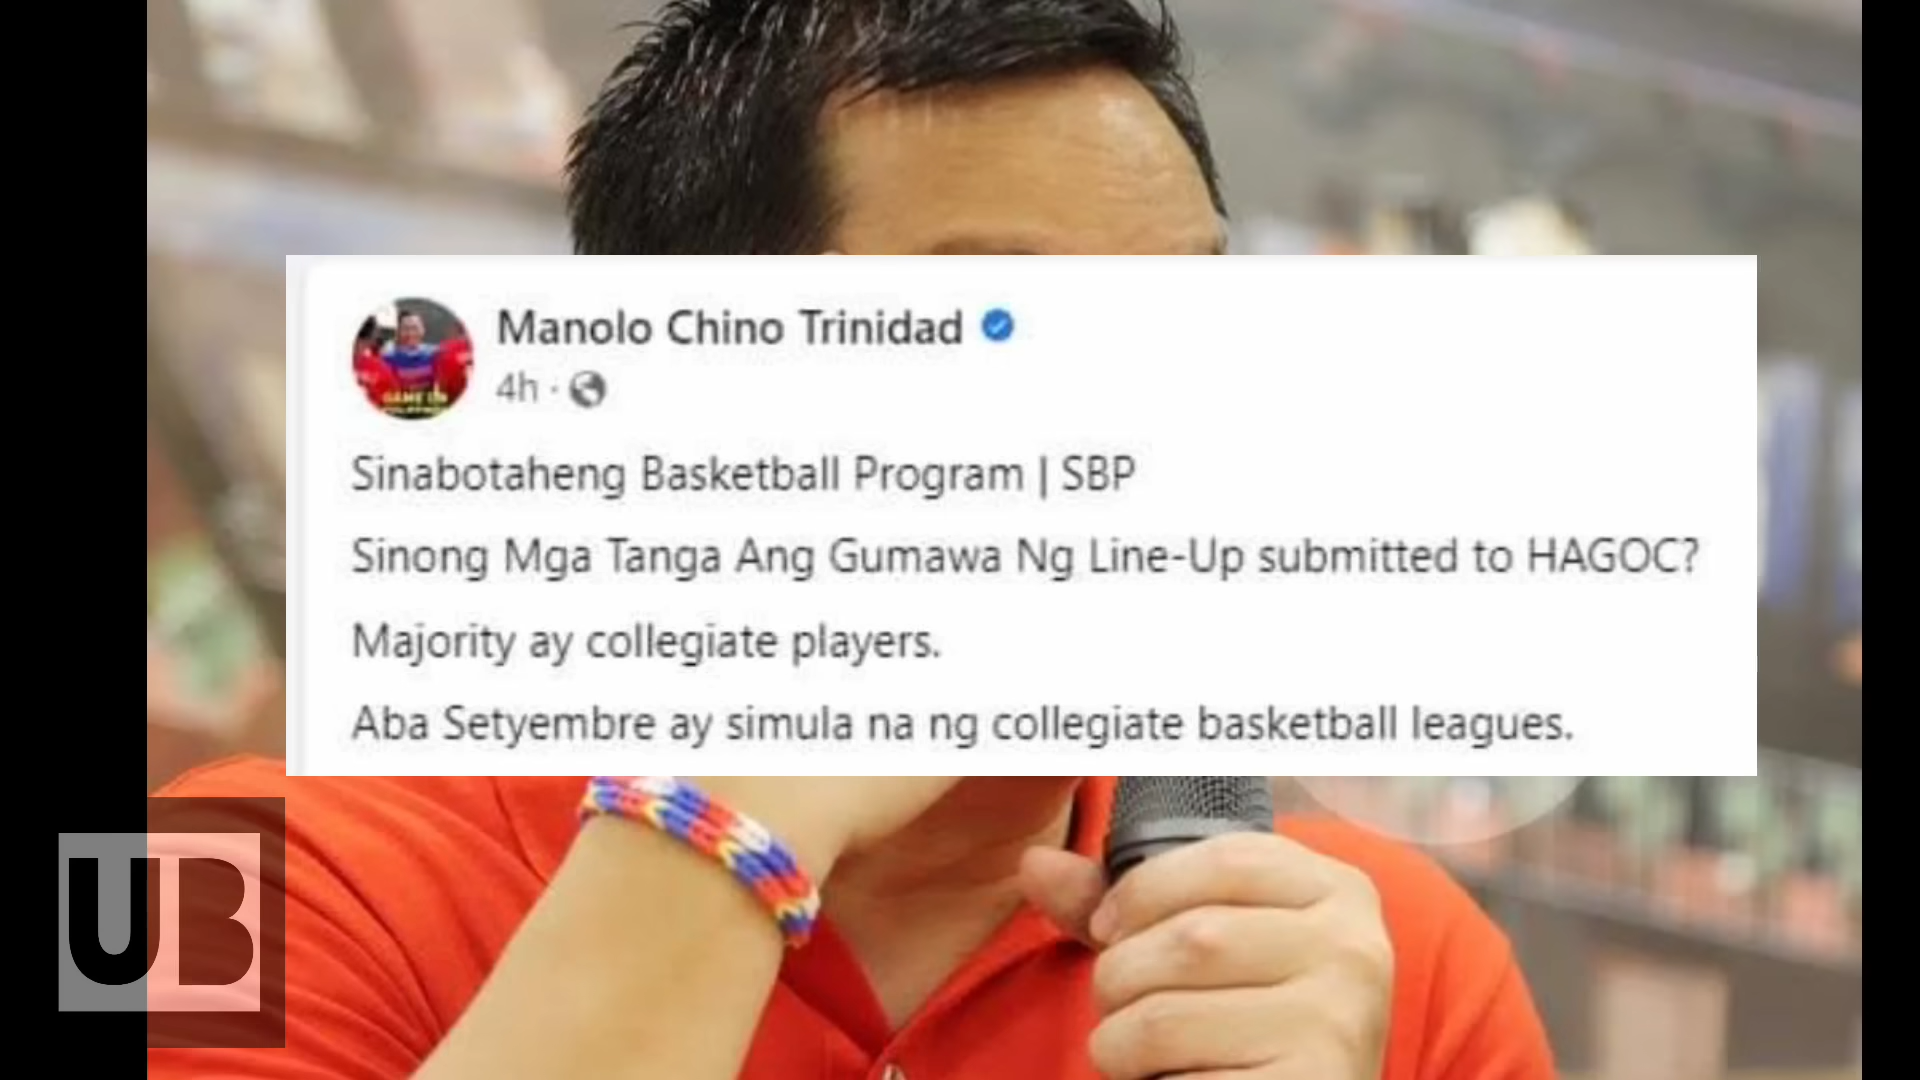 Manolo Chino Trinidad
4h ·
Sinabotaheng Basketball Program | SBP
Sinong Mga Tanga Ang Gumawa Ng Line-Up submitted to HAGOC?
Majority ay collegiate players.
Aba Setyembre ay simula na ng collegiate basketball leagues.
UB